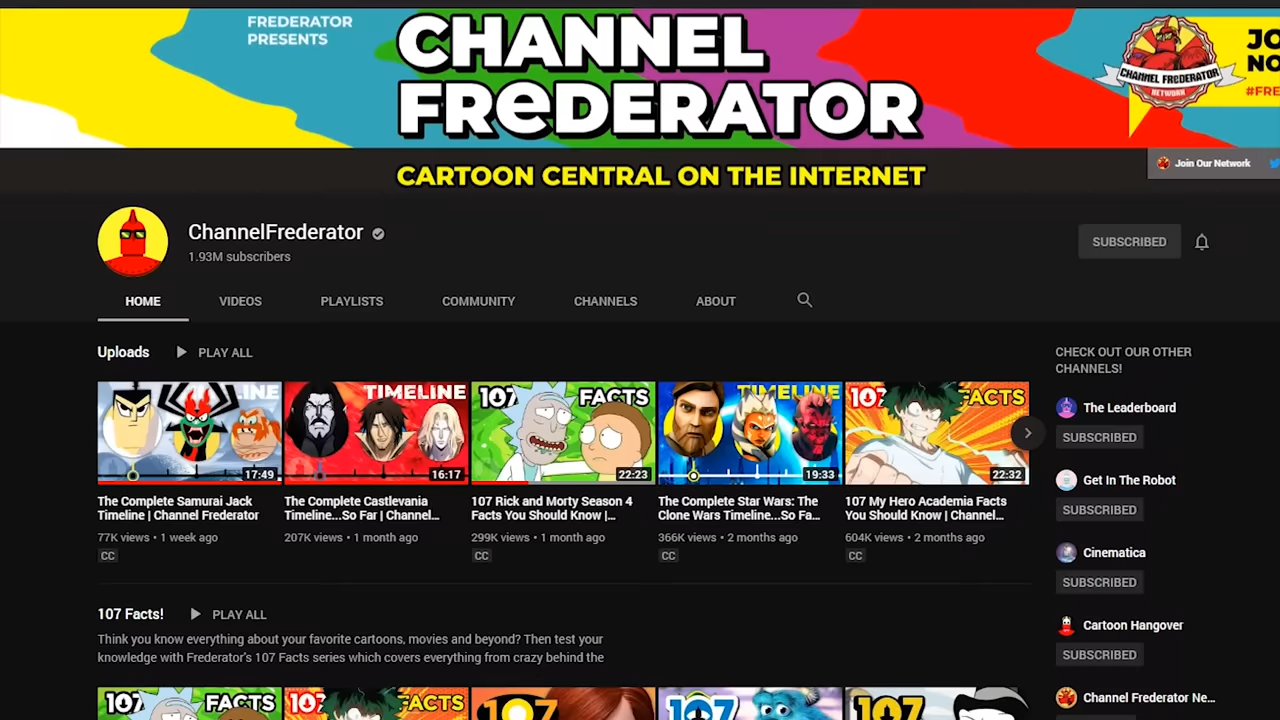 FREDERATOR
PRESENTS
CHANNEL
FReDERATOR
CARTOON CENTRAL ON THE INTERNET
CHANNEL FREDERATOR
NETWORK
JO
NO
#FRE
Join Our Network
ChannelFrederator
1.93M subscribers
SUBSCRIBED
HOME
VIDEOS
PLAYLISTS
COMMUNITY
CHANNELS
ABOUT
Uploads
PLAY ALL
LINE
17:49
The Complete Samurai Jack
Timeline | Channel Frederator
77K views • 1 week ago
CC
TIMELINE
16:17
The Complete Castlevania
Timeline...So Far | Channel...
207K views • 1 month ago
107 FACTS
22:23
107 Rick and Morty Season 4
Facts You Should Know |...
299K views • 1 month ago
CC
TIMELINE
19:33
The Complete Star Wars: The
Clone Wars Timeline...So Fa...
366K views • 2 months ago
CC
107 FACTS
22:32
107 My Hero Academia Facts
You Should Know | Channel...
604K views • 2 months ago
CC
CHECK OUT OUR OTHER
CHANNELS!
The Leaderboard
SUBSCRIBED
Get In The Robot
SUBSCRIBED
Cinematica
SUBSCRIBED
Cartoon Hangover
SUBSCRIBED
Channel Frederator Ne...
107 Facts!
PLAY ALL
Think you know everything about your favorite cartoons, movies and beyond? Then test your
knowledge with Frederator's 107 Facts series which covers everything from crazy behind the
107 FACTS
107 FACTS
107
107
107